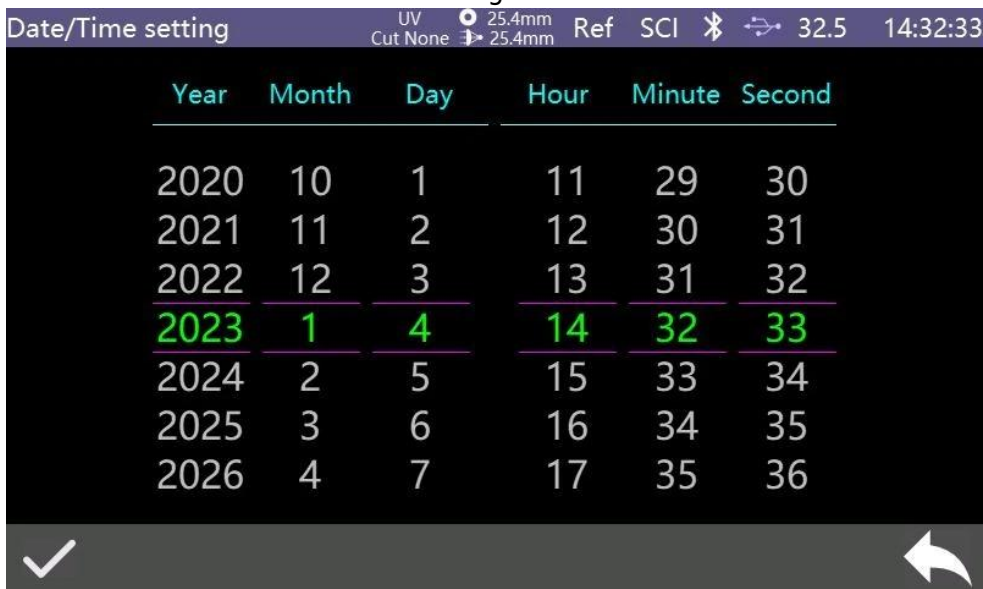 Date/Time setting UV Cut None 25.4mm 25.4mm Ref SCI 32.5 14:32:33
Year Month Day Hour Minute Second
2020 10 1 11 29 30
2021 11 2 12 30 31
2022 12 3 13 31 32
2023 1 4 14 32 33
2024 2 5 15 33 34
2025 3 6 16 34 35
2026 4 7 17 35 36